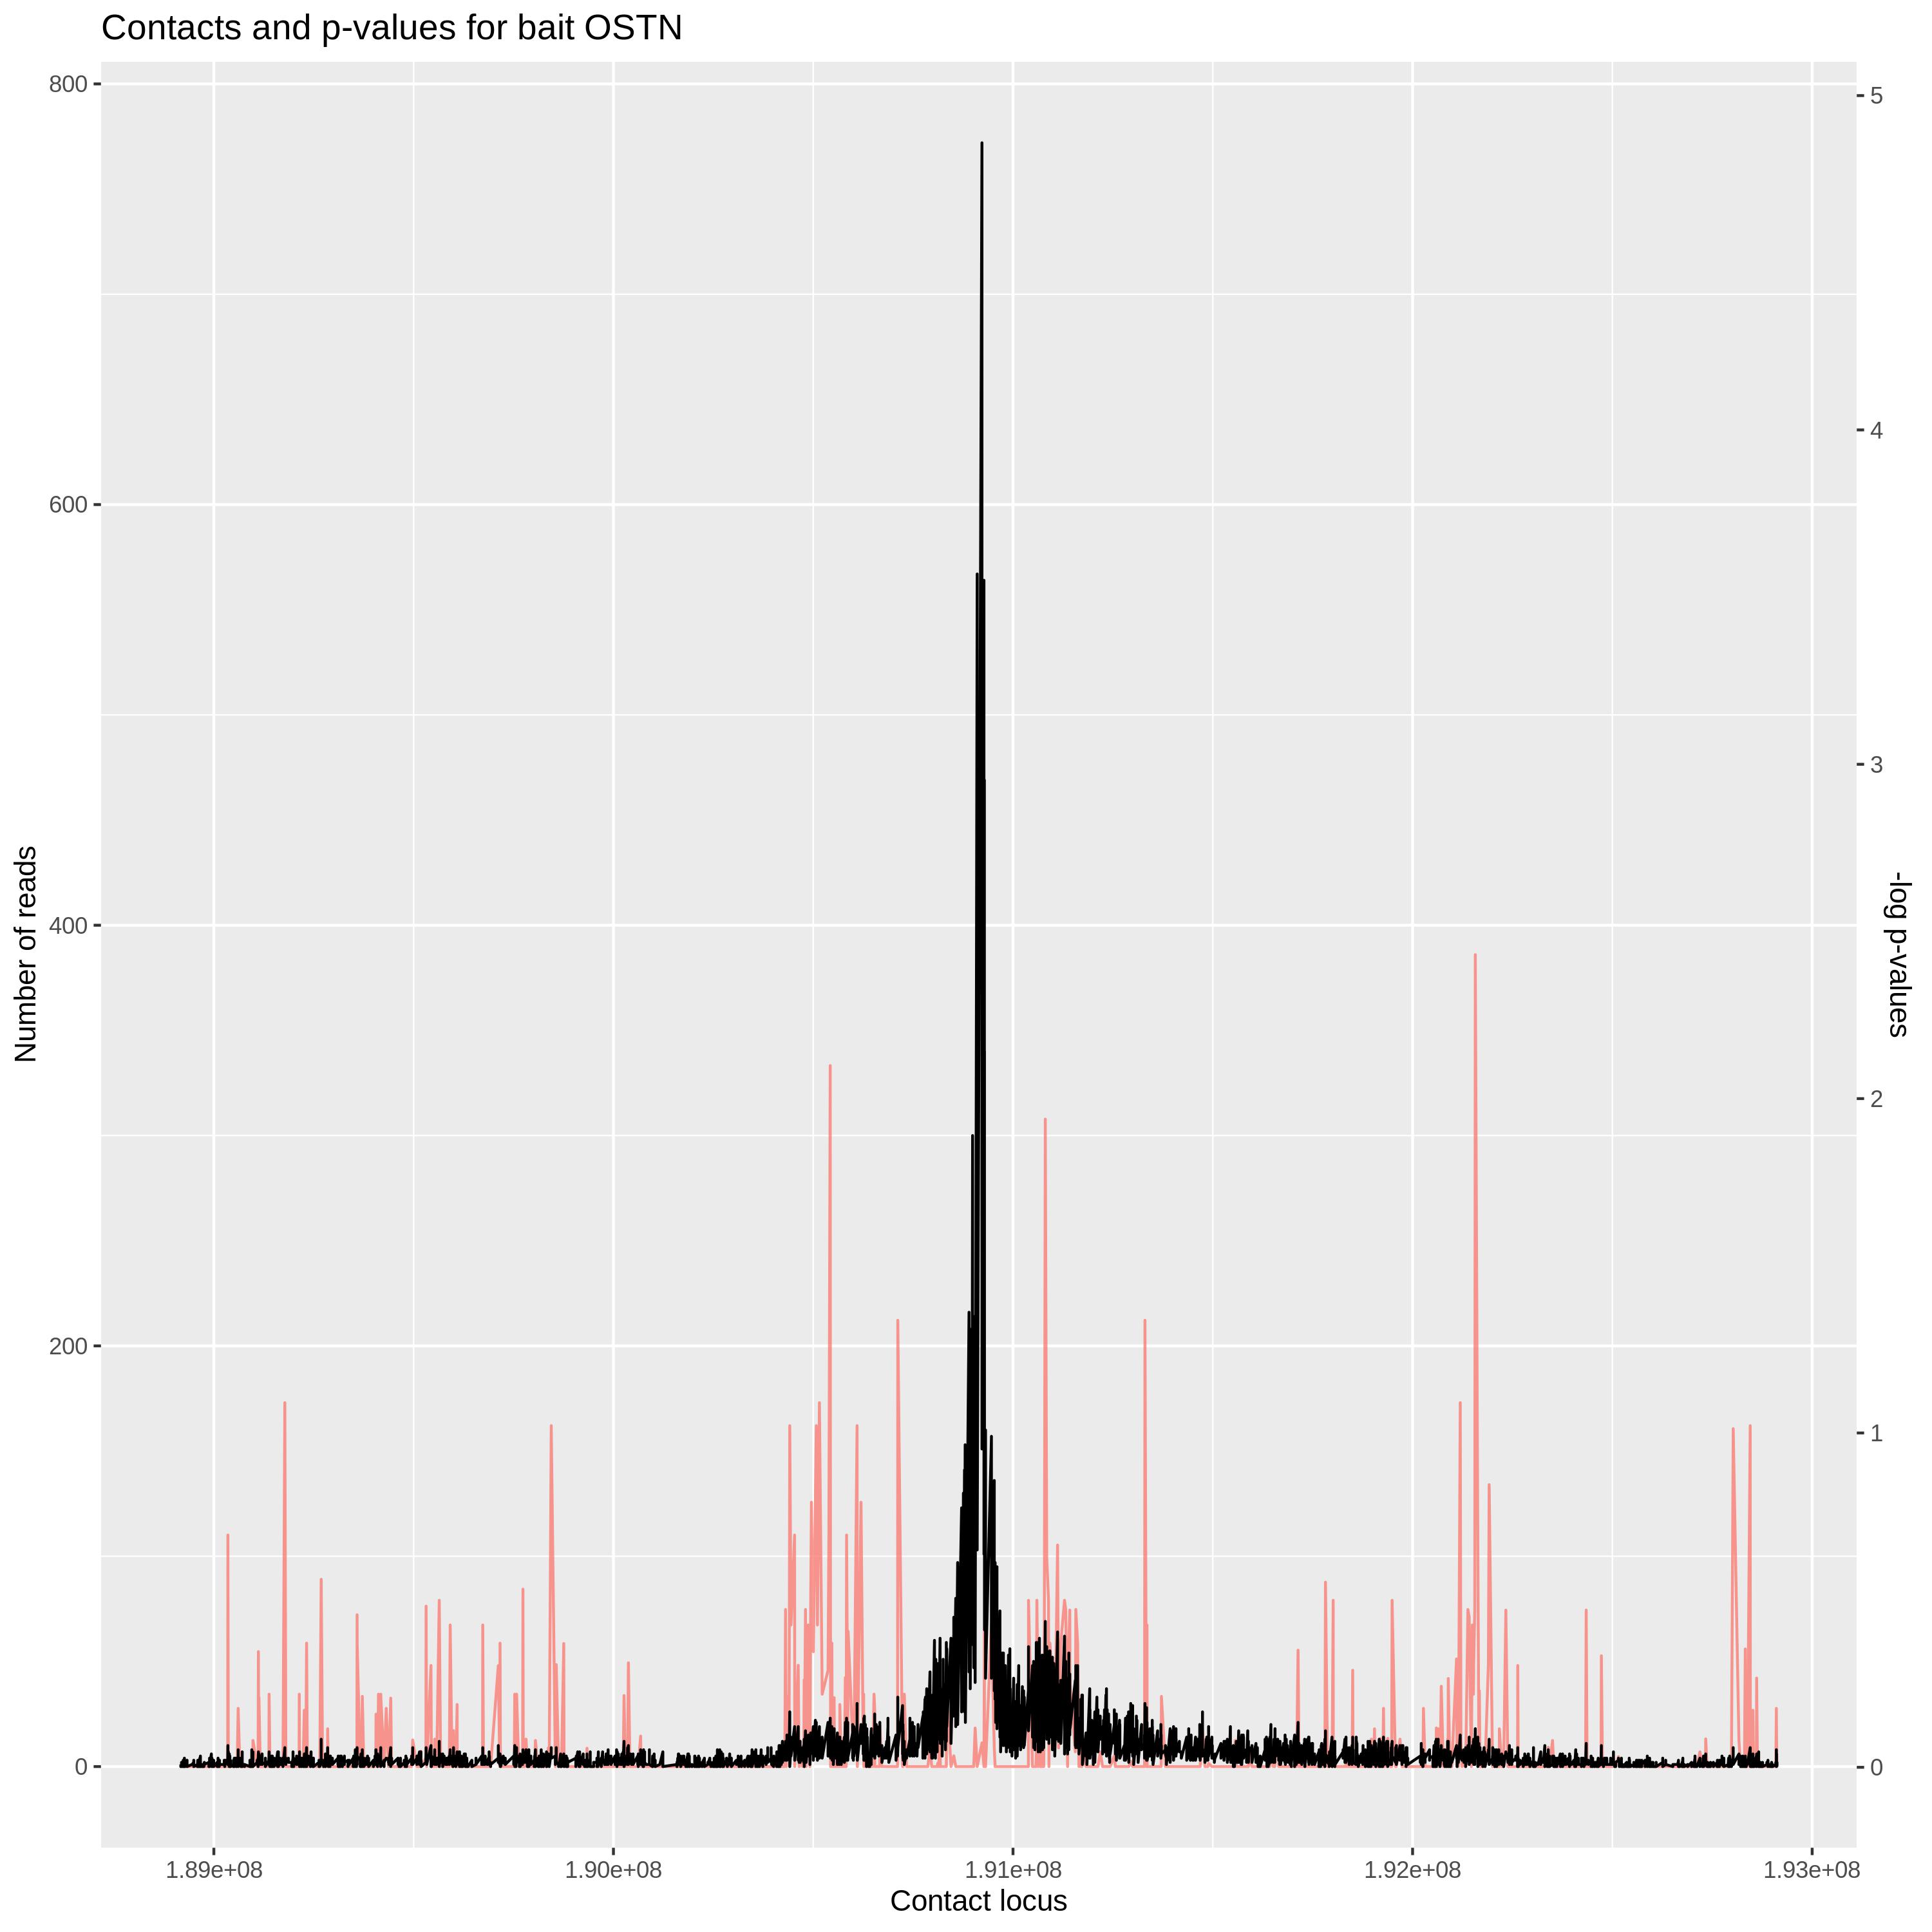 Contacts and p-values for bait OSTN
800
600
400
200
0
Number of reads
5
4
3
2
1
0
-log p-values
1.89e+08
1.90e+08
1.91e+08
1.92e+08
1.93e+08
Contact locus